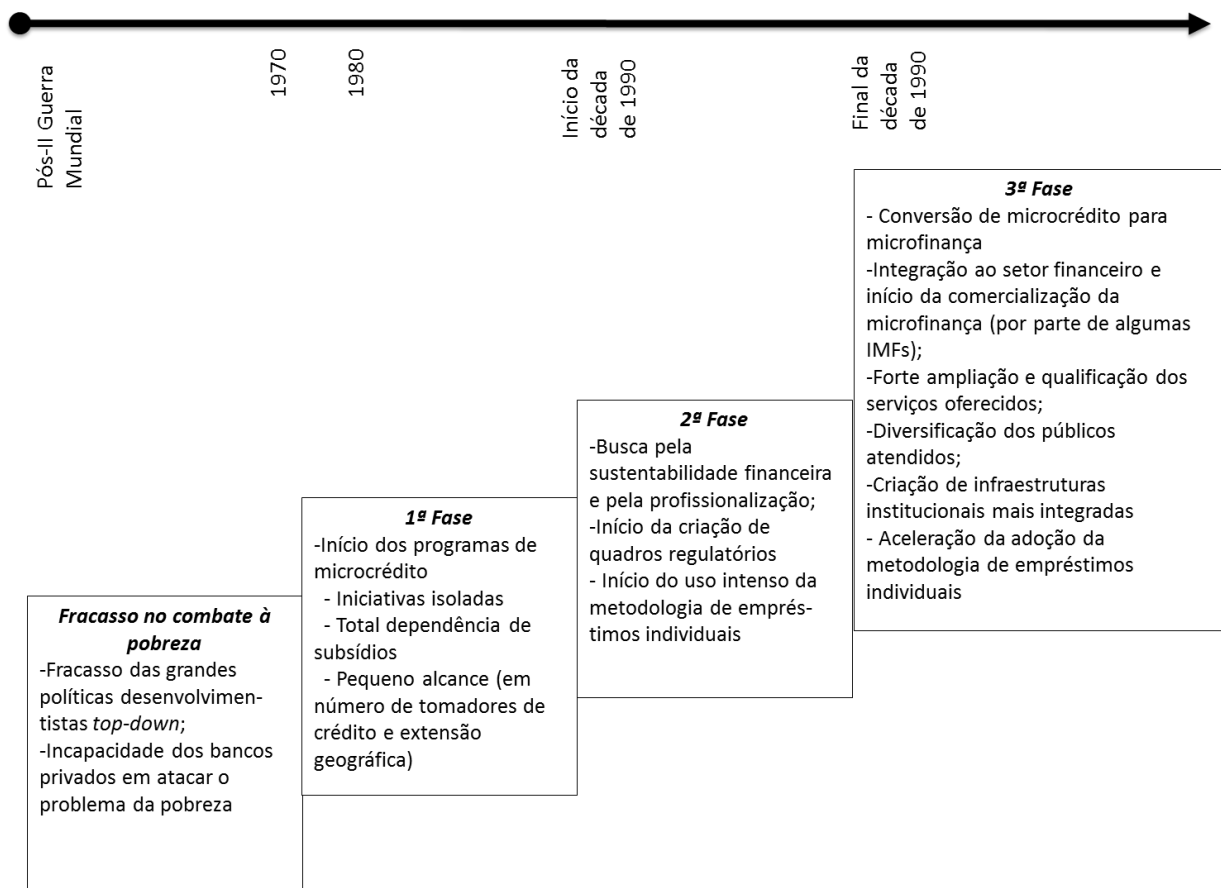 Pós-II Guerra
Mundial
1970
1980
Início da
década
de 1990
Final da
década
de 1990
Fracasso no combate à
pobreza
-Fracasso das grandes
políticas desenvolvimen-
tistas top-down;
-Incapacidade dos bancos
privados em atacar o
problema da pobreza
1ª Fase
-Início dos programas de
microcrédito
- Iniciativas isoladas
- Total dependência de
subsídios
- Pequeno alcance (em
número de tomadores de
crédito e extensão
geográfica)
2ª Fase
-Busca pela
sustentabilidade financeira
e pela profissionalização;
-Início da criação de
quadros regulatórios
- Início do uso intenso da
metodologia de emprés-
timos individuais
3ª Fase
- Conversão de microcrédito para
microfinança
-Integração ao setor financeiro e
início da comercialização da
microfinança (por parte de algumas
IMFs);
-Forte ampliação e qualificação dos
serviços oferecidos;
-Diversificação dos públicos
atendidos;
-Criação de infraestruturas
institucionais mais integradas
- Aceleração da adoção da
metodologia de empréstimos
individuais